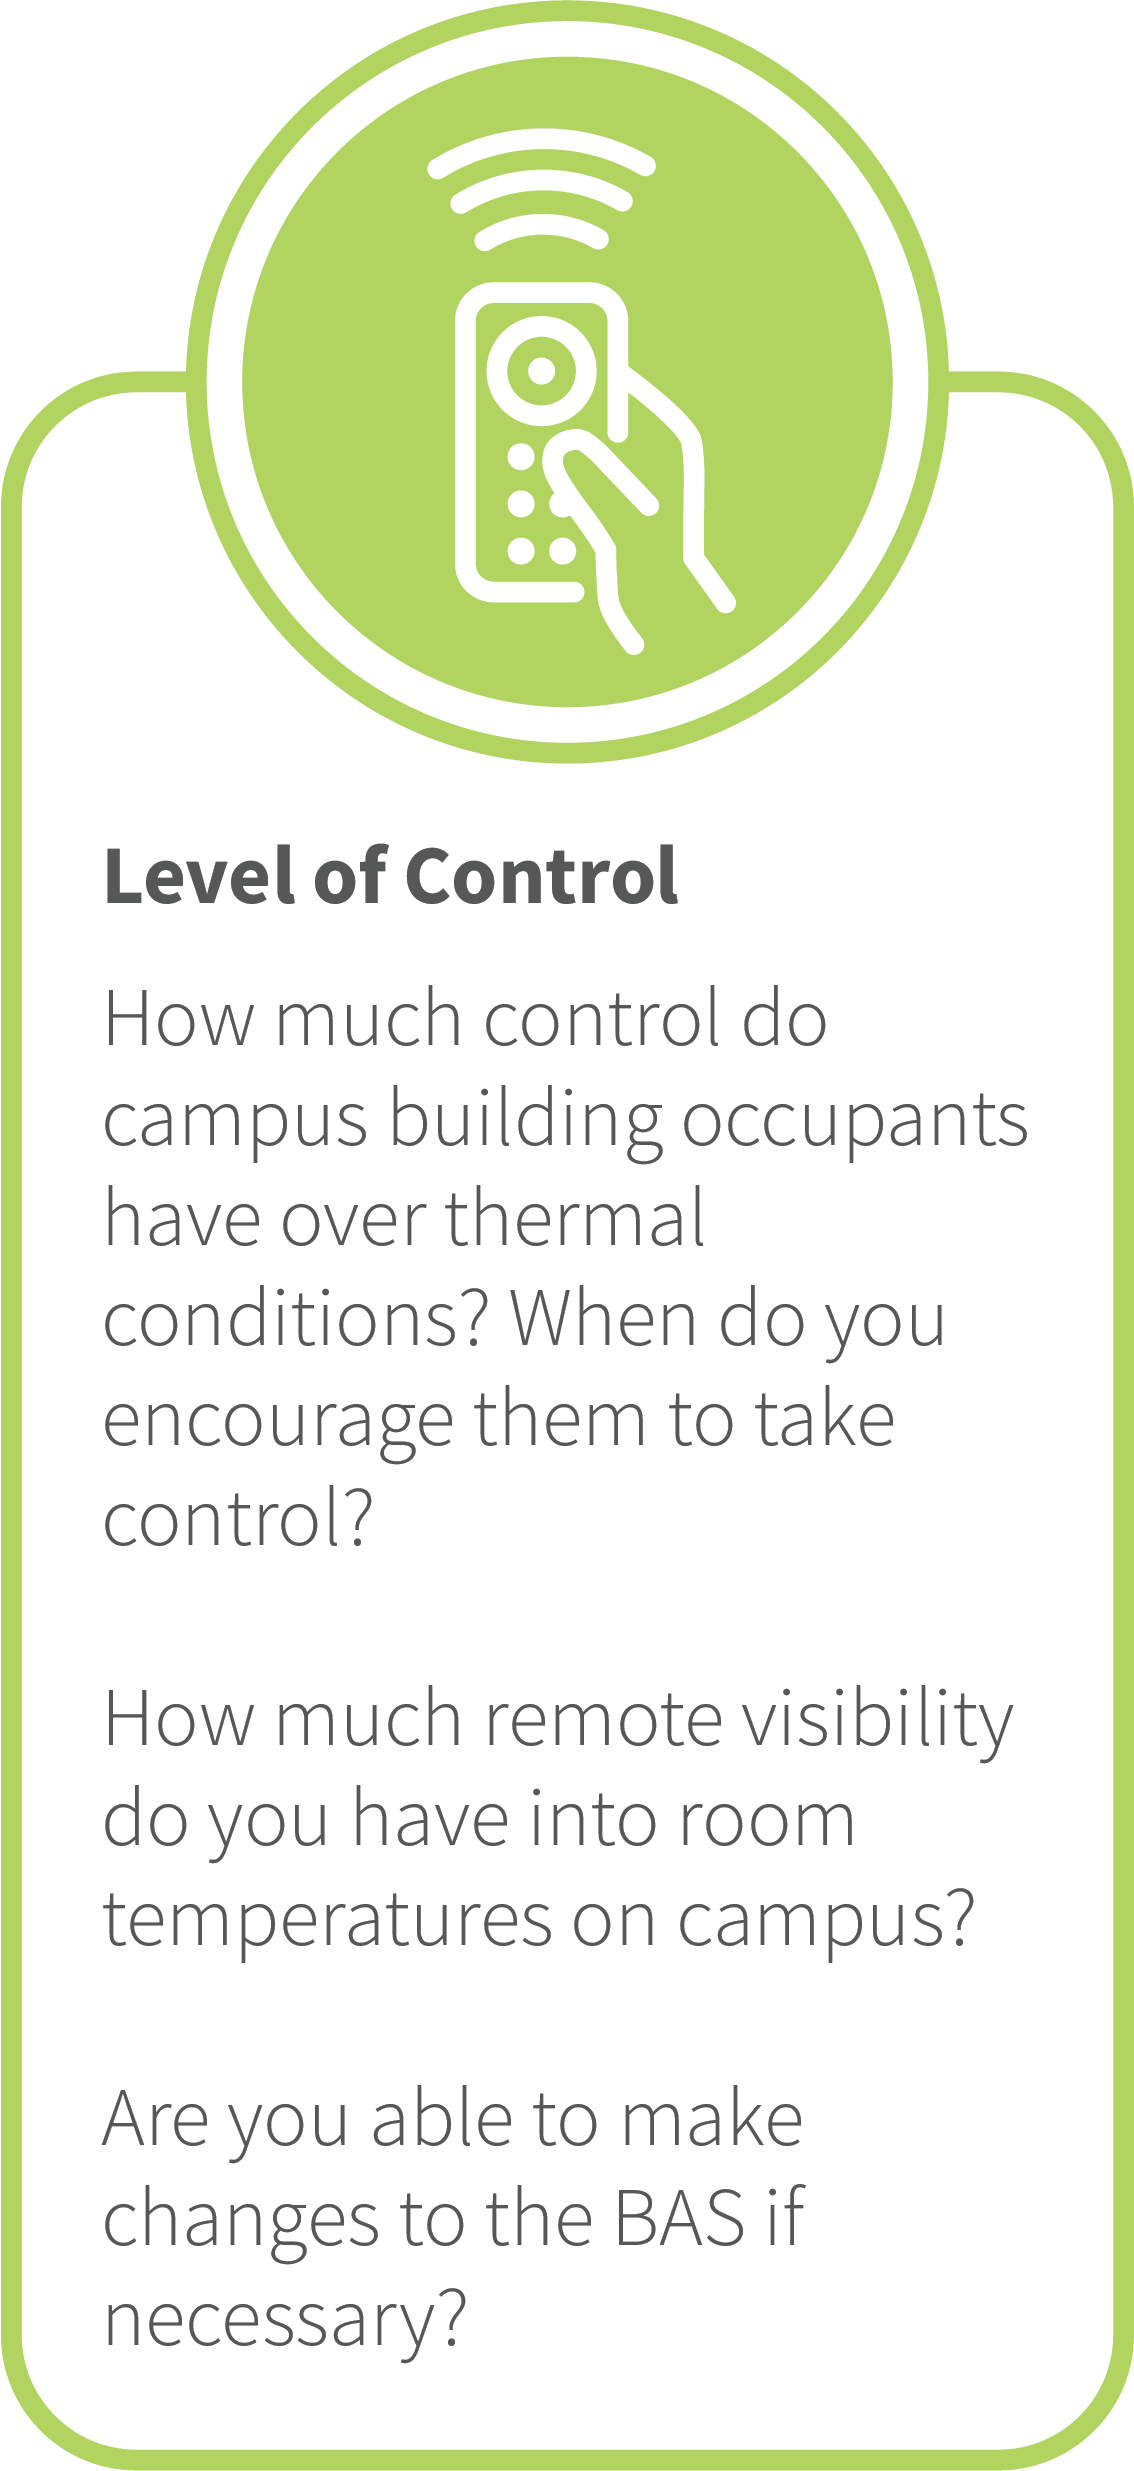 Level of Control
How much control do
campus building occupants
have over thermal
conditions? When do you
encourage them to take
control?
How much remote visibility
do you have into room
temperatures on campus?
Are you able to make
changes to the BAS if
necessary?